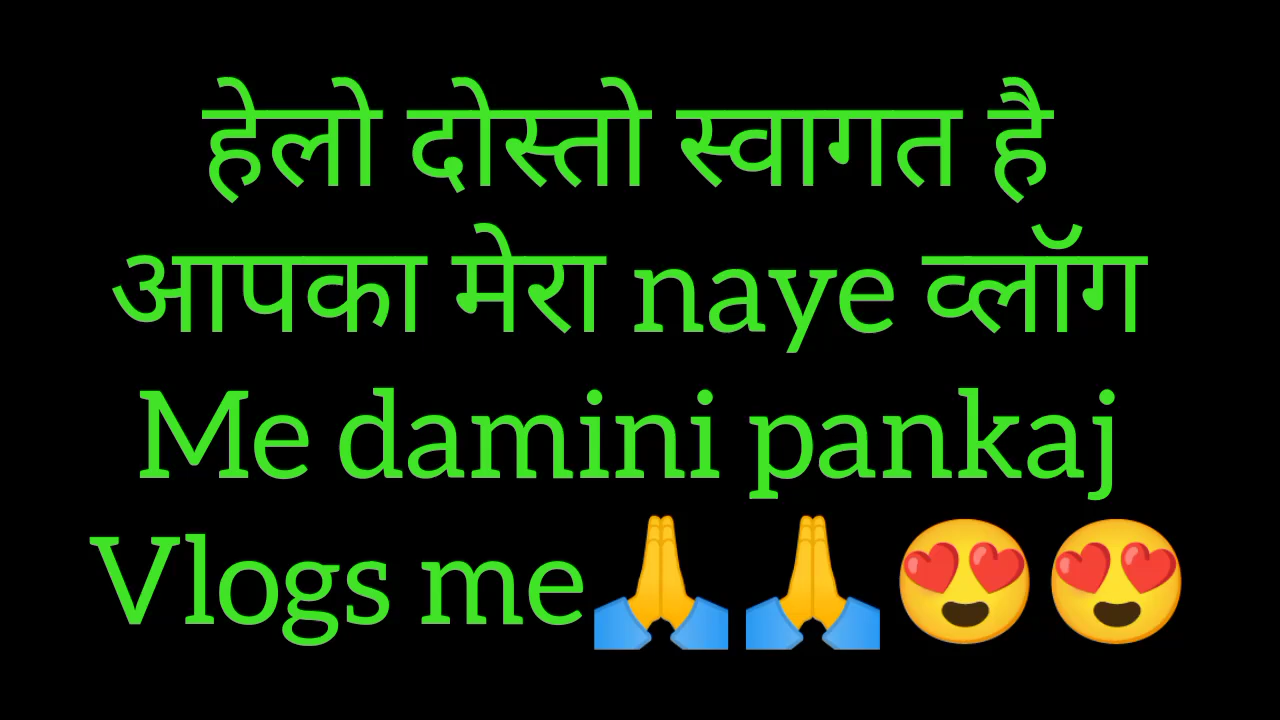 हेलो दोस्तो स्वागत है
आपका मेरा naye व्लॉग
Me damini pankaj
Vlogs me🙏🙏😍😍